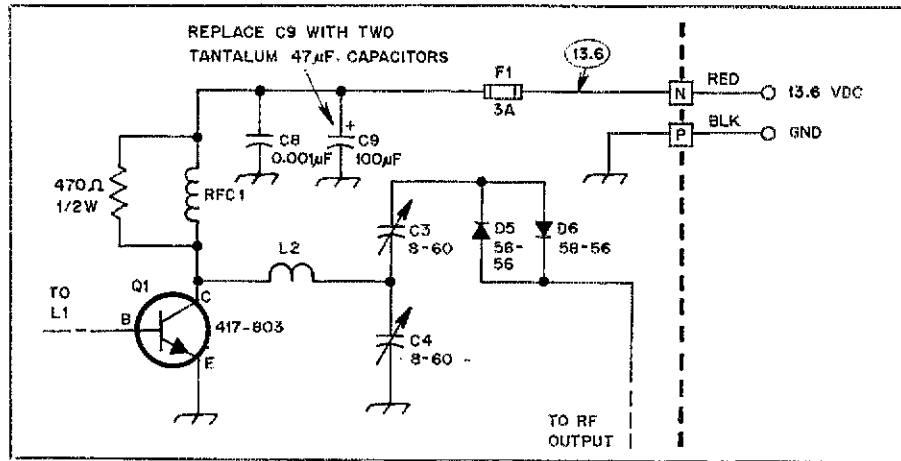 REPLACE C9 WITH TWO
TANTALUM 47µF. CAPACITORS
13.6
F1
3A
N
RED
13.6 VDC
BLK
P
GND
C8
0.001µF
+
C9
100µF
470Ω
1/2W
RFC1
C3
8-60
D5
56-
56
D6
56-56
L2
TO
L1
Q1
C
B
E
417-803
C4
8-60
TO RF
OUTPUT